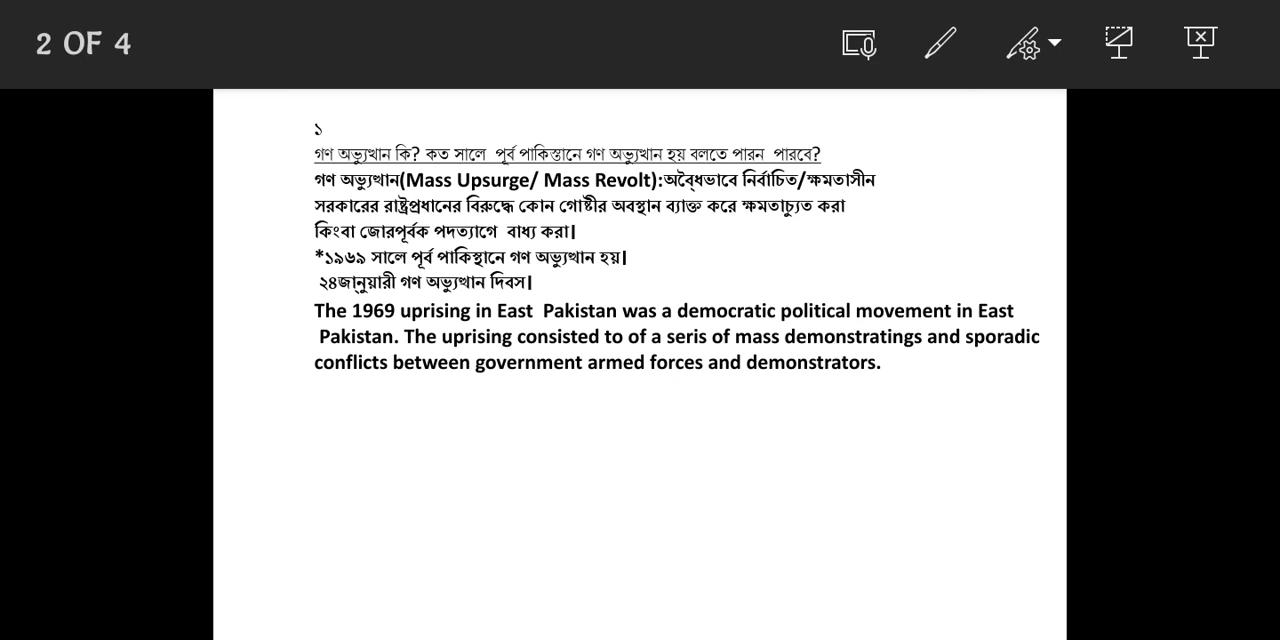 2 OF 4
১
গণ অভ্যুত্থান কি? কত সালে পূর্ব পাকিস্তানে গণ অভ্যুত্থান হয় বলতে পারন পারবে?
গণ অভ্যুত্থান(Mass Upsurge/ Mass Revolt):অবৈধভাবে নির্বাচিত/ক্ষমতাসীন
সরকারের রাষ্ট্রপ্রধানের বিরুদ্ধে কোন গোষ্টীর অবস্থান ব্যাক্ত করে ক্ষমতাচ্যুত করা
কিংবা জোরপূর্বক পদত্যাগে বাধ্য করা।
*১৯৬৯ সালে পূর্ব পাকিস্থানে গণ অভ্যুত্থান হয়।
২৪জানুয়ারী গণ অভ্যুত্থান দিবস।
The 1969 uprising in East Pakistan was a democratic political movement in East
Pakistan. The uprising consisted to of a seris of mass demonstratings and sporadic
conflicts between government armed forces and demonstrators.